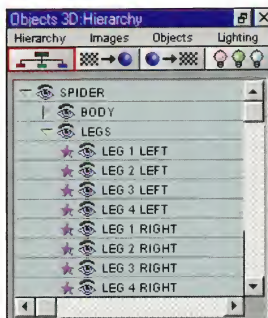 Objects 3D:Hierarchy
Hierarchy Images Objects Lighting
SPIDER
BODY
LEGS
LEG 1 LEFT
LEG 2 LEFT
LEG 3 LEFT
LEG 4 LEFT
LEG 1 RIGHT
LEG 2 RIGHT
LEG 3 RIGHT
LEG 4 RIGHT